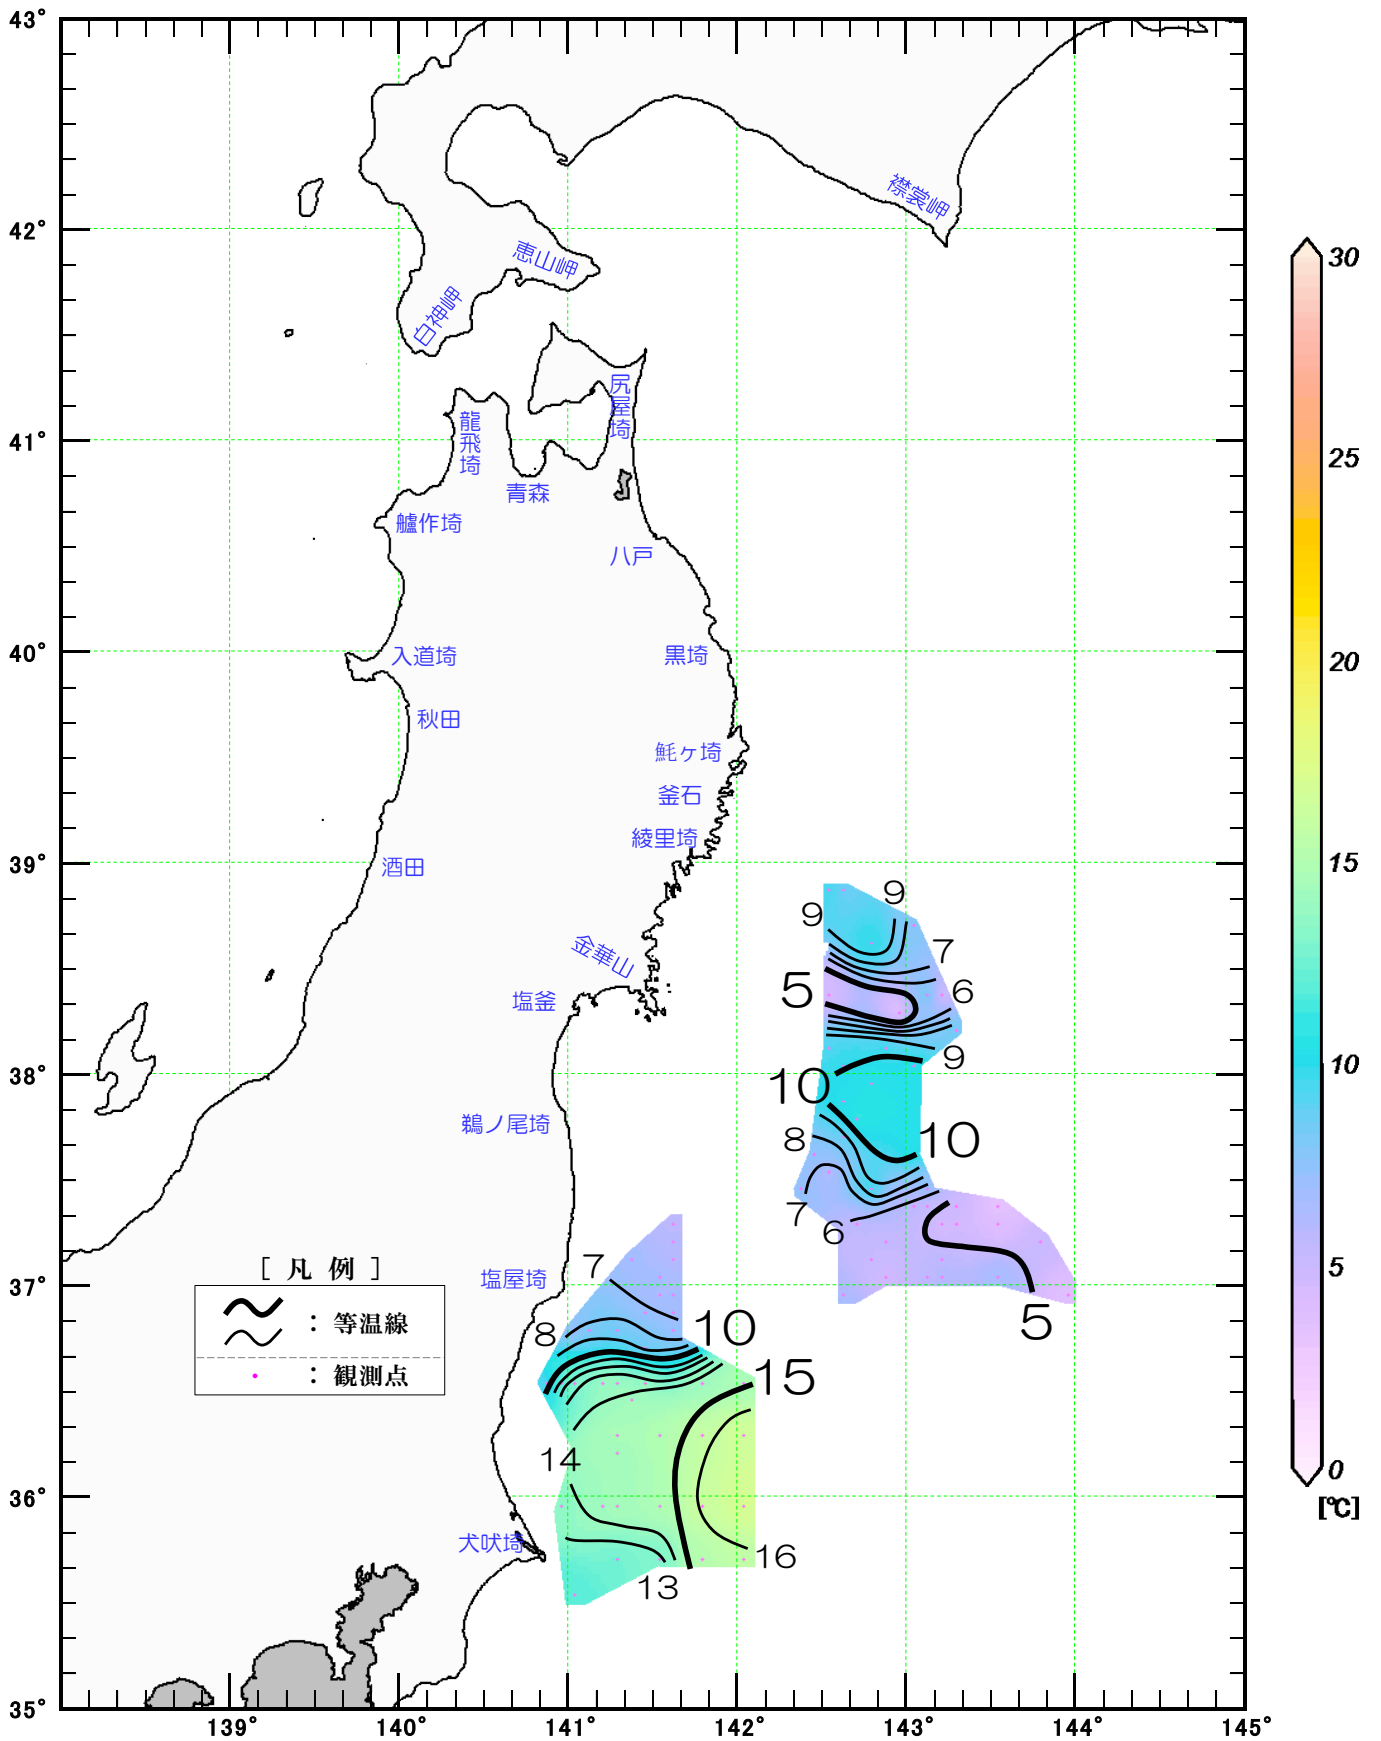 43°
42°
41°
40°
39°
38°
37°
36°
35°
139°
140°
141°
142°
143°
144°
145°
襟裳岬
恵山岬
白神岬
尻屋埼
龍飛埼
青森
艫作埼
八戸
入道埼
黒埼
秋田
魹ヶ埼
釜石
綾里埼
酒田
金華山
塩釜
鵜ノ尾埼
塩屋埼
犬吠埼
9
9
7
6
5
9
10
10
8
7
6
5
7
8
10
15
14
13
16
[ 凡 例 ]
: 等温線
: 観測点
30
25
20
15
10
5
0
[℃]